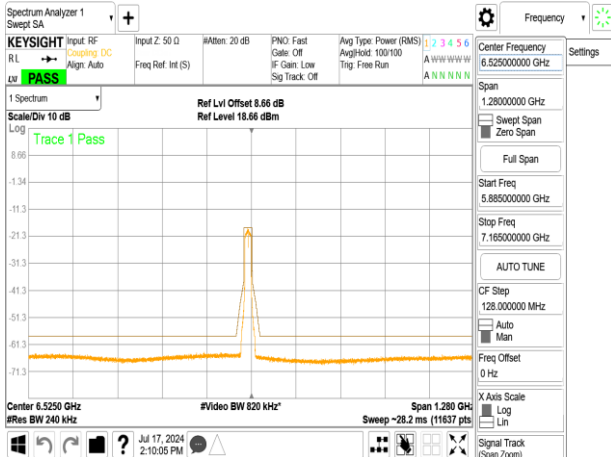 Spectrum Analyzer 1
Swept SA
Frequency
KEYSIGHT
Input: RF
Coupling: DC
Align: Auto
Input Z: 50 Ω
Freq Ref: Int (S)
#Atten: 20 dB
PNO: Fast
Gate: Off
IF Gain: Low
Sig Track: Off
Avg Type: Power (RMS)
Avg|Hold: 100/100
Trig: Free Run
1 2 3 4 5 6
A W W W W W
A N N N N N
RL
LXI
PASS
1 Spectrum
Scale/Div 10 dB
Ref Lvl Offset 8.66 dB
Ref Level 18.66 dBm
Log
Trace 1 Pass
8.66
-1.34
-11.3
-21.3
-31.3
-41.3
-51.3
-61.3
-71.3
Center 6.5250 GHz
#Res BW 240 kHz
#Video BW 820 kHz*
Span 1.280 GHz
Sweep ~28.2 ms (11637 pts
Jul 17, 2024
2:10:05 PM
Center Frequency
6.525000000 GHz
Settings
Span
1.28000000 GHz
Swept Span
Zero Span
Full Span
Start Freq
5.885000000 GHz
Stop Freq
7.165000000 GHz
AUTO TUNE
CF Step
128.000000 MHz
Auto
Man
Freq Offset
0 Hz
X Axis Scale
Log
Lin
Signal Track
(Span Zoom)